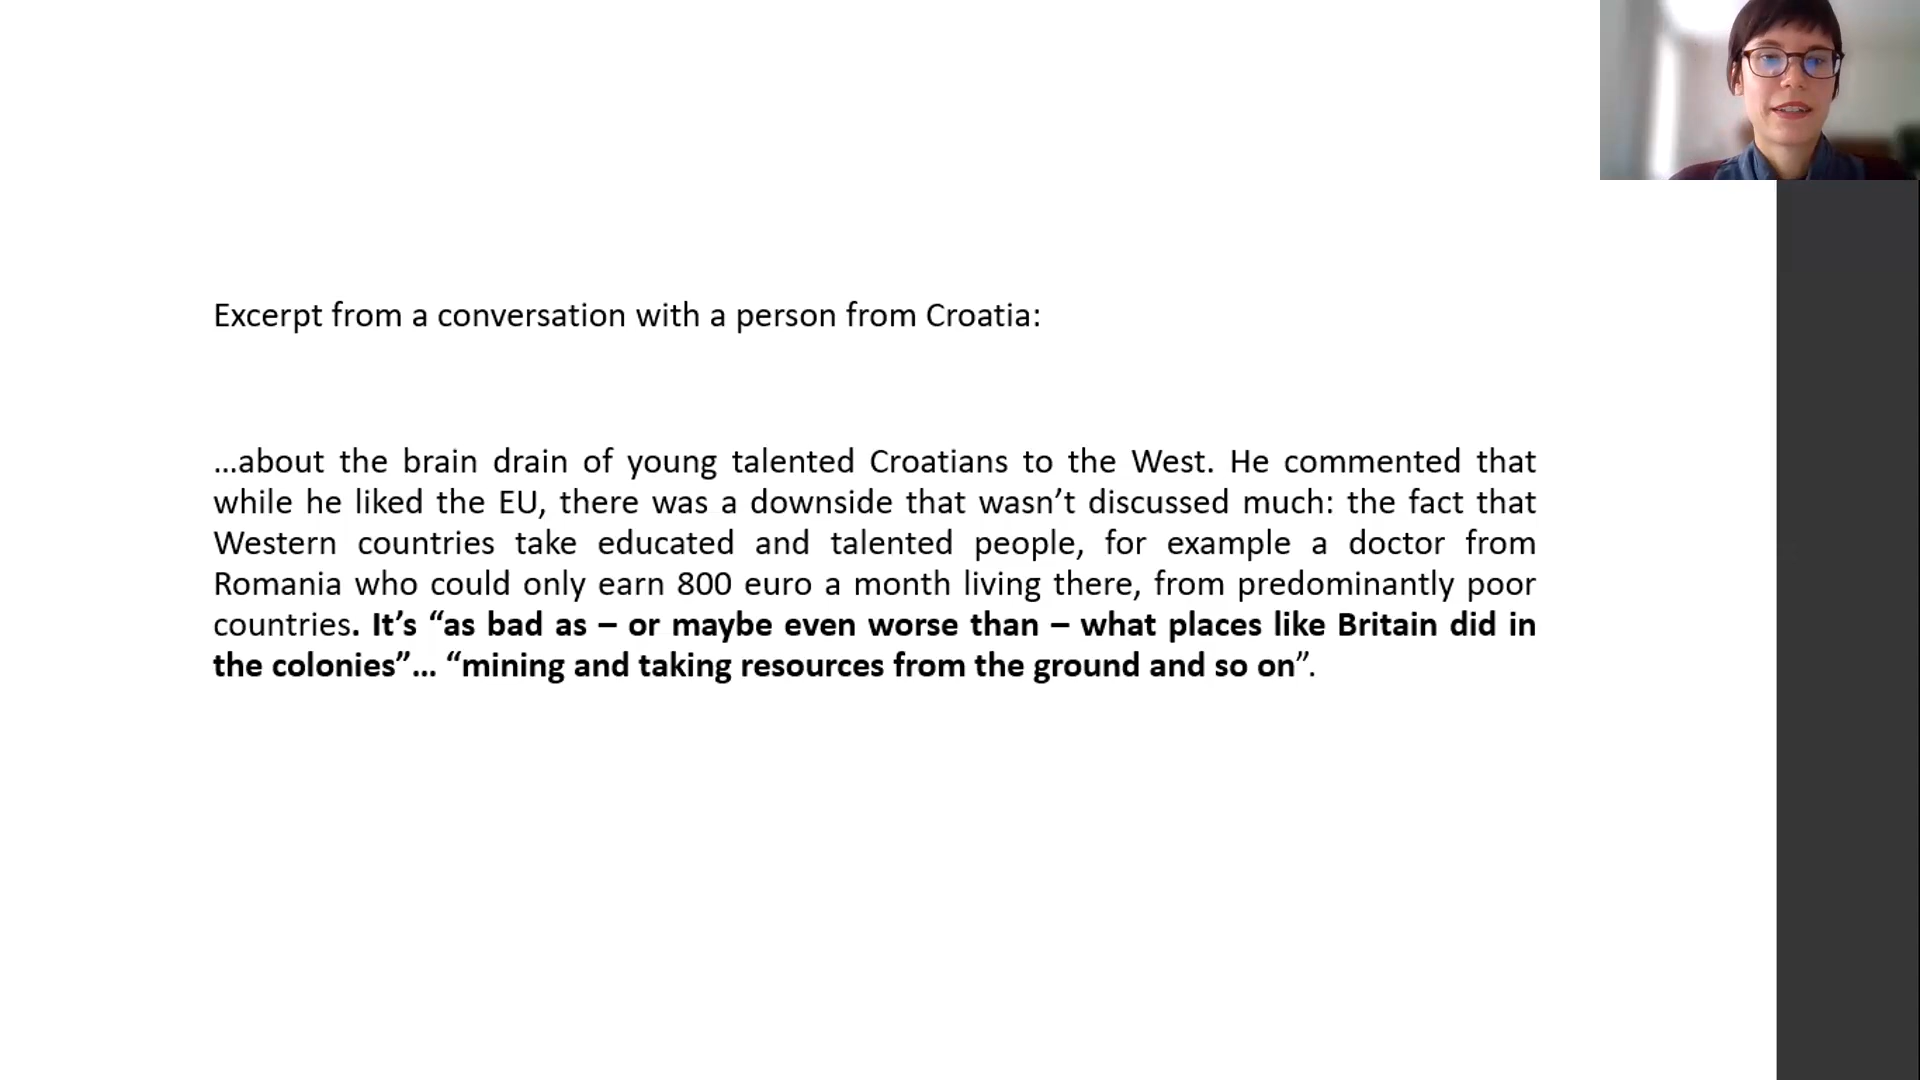 Excerpt from a conversation with a person from Croatia:
…about the brain drain of young talented Croatians to the West. He commented that
while he liked the EU, there was a downside that wasn’t discussed much: the fact that
Western countries take educated and talented people, for example a doctor from
Romania who could only earn 800 euro a month living there, from predominantly poor
countries. It’s “as bad as – or maybe even worse than – what places like Britain did in
the colonies”… “mining and taking resources from the ground and so on”.